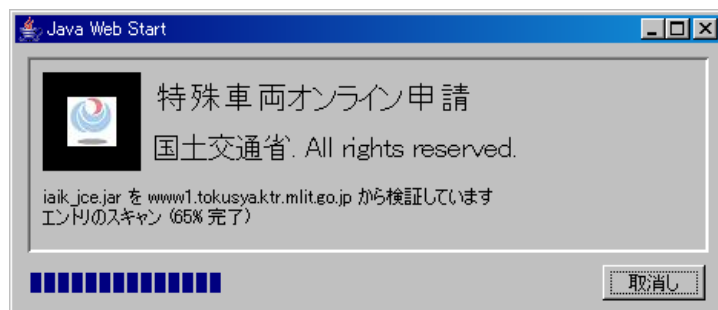 Java Web Start
特殊車両オンライン申請
国土交通省. All rights reserved.
iaik_jce.jar を www1.tokusya.ktr.mlit.go.jp から検証しています
エントリのスキャン (65% 完了)
取消し